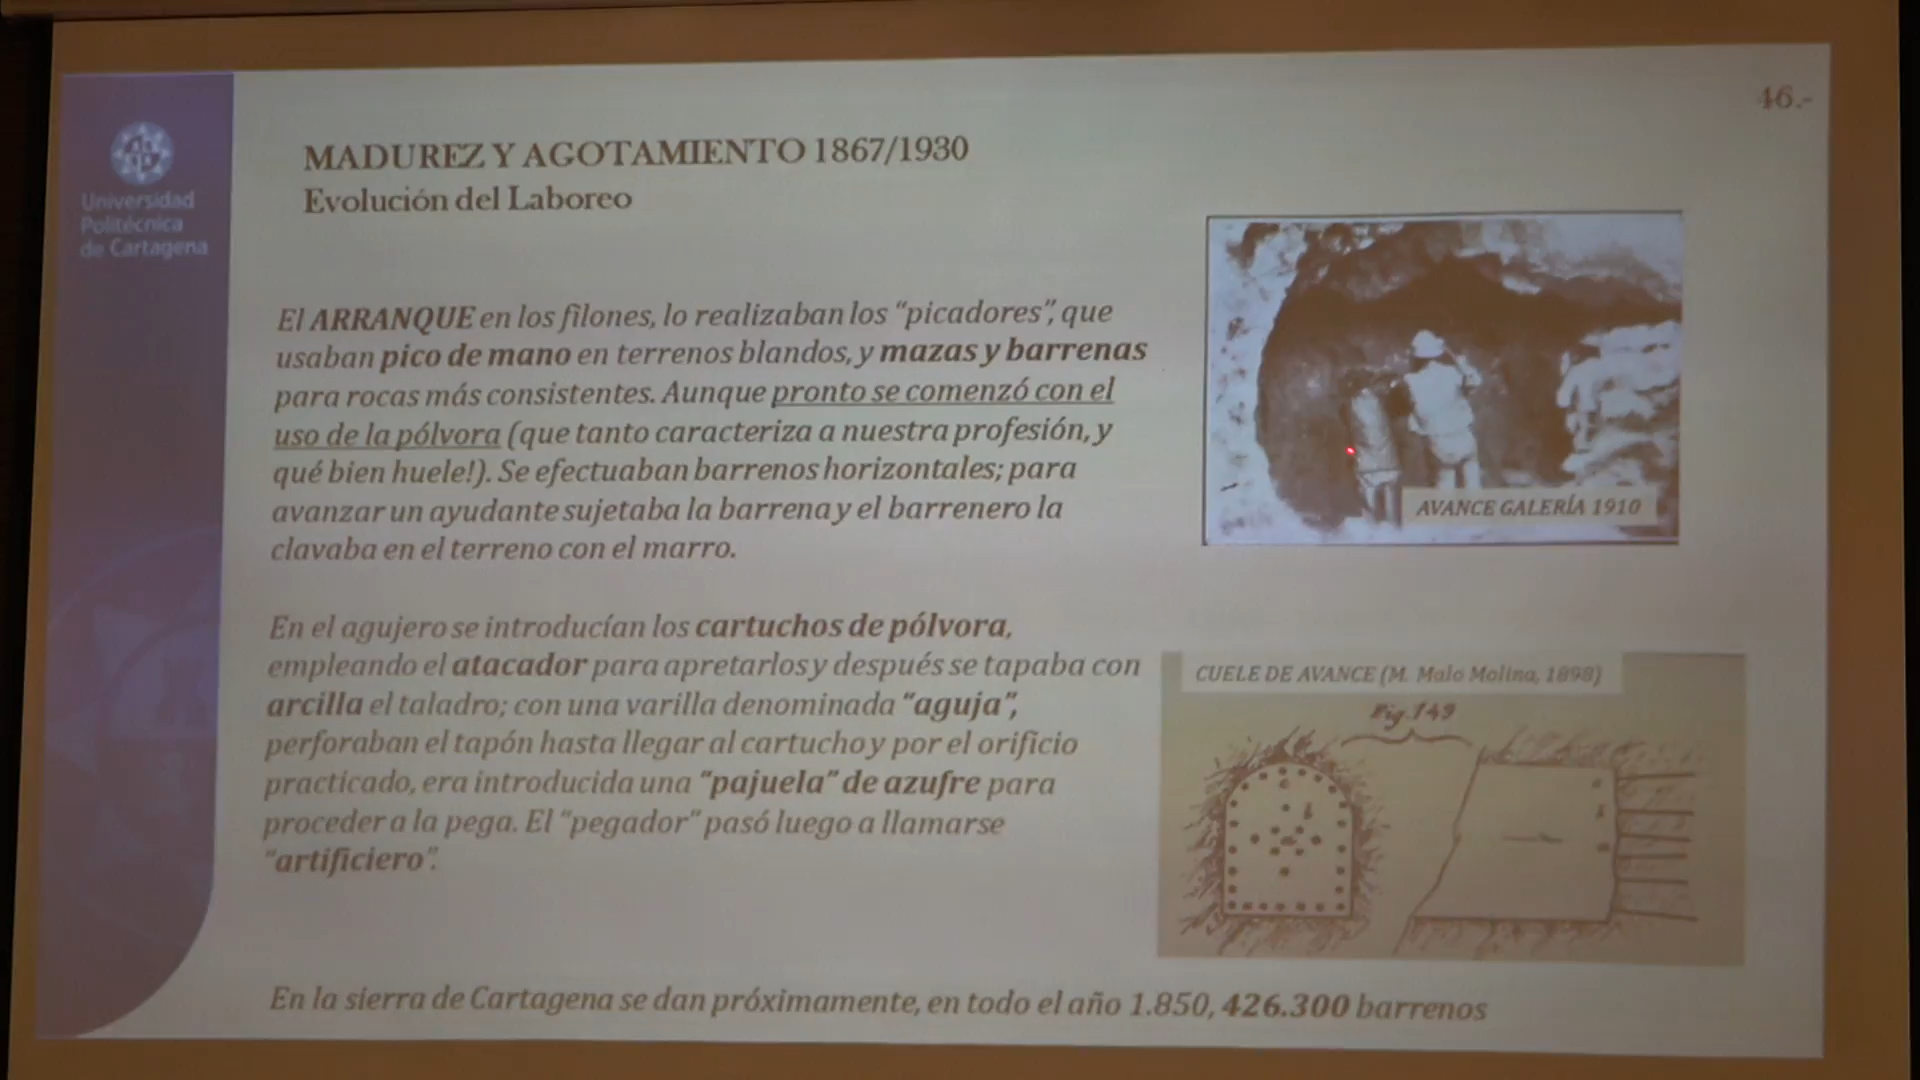 46.-
Universidad
Politécnica
de Cartagena
MADUREZ Y AGOTAMIENTO 1867/1930
Evolución del Laboreo
El ARRANQUE en los filones, lo realizaban los “picadores”, que
usaban pico de mano en terrenos blandos, y mazas y barrenas
para rocas más consistentes. Aunque pronto se comenzó con el
uso de la pólvora (que tanto caracteriza a nuestra profesión, y
qué bien huele!). Se efectuaban barrenos horizontales; para
avanzar un ayudante sujetaba la barrena y el barrenero la
clavaba en el terreno con el marro.
En el agujero se introducían los cartuchos de pólvora,
empleando el atacador para apretarlos y después se tapaba con
arcilla el taladro; con una varilla denominada “aguja”,
perforaban el tapón hasta llegar al cartucho y por el orificio
practicado, era introducida una “pajuela” de azufre para
proceder a la pega. El “pegador” pasó luego a llamarse
“artificiero”.
AVANCE GALERÍA 1910
CUELE DE AVANCE (M. Malo Molina, 1898)
Fig. 149
En la sierra de Cartagena se dan próximamente, en todo el año 1.850, 426.300 barrenos